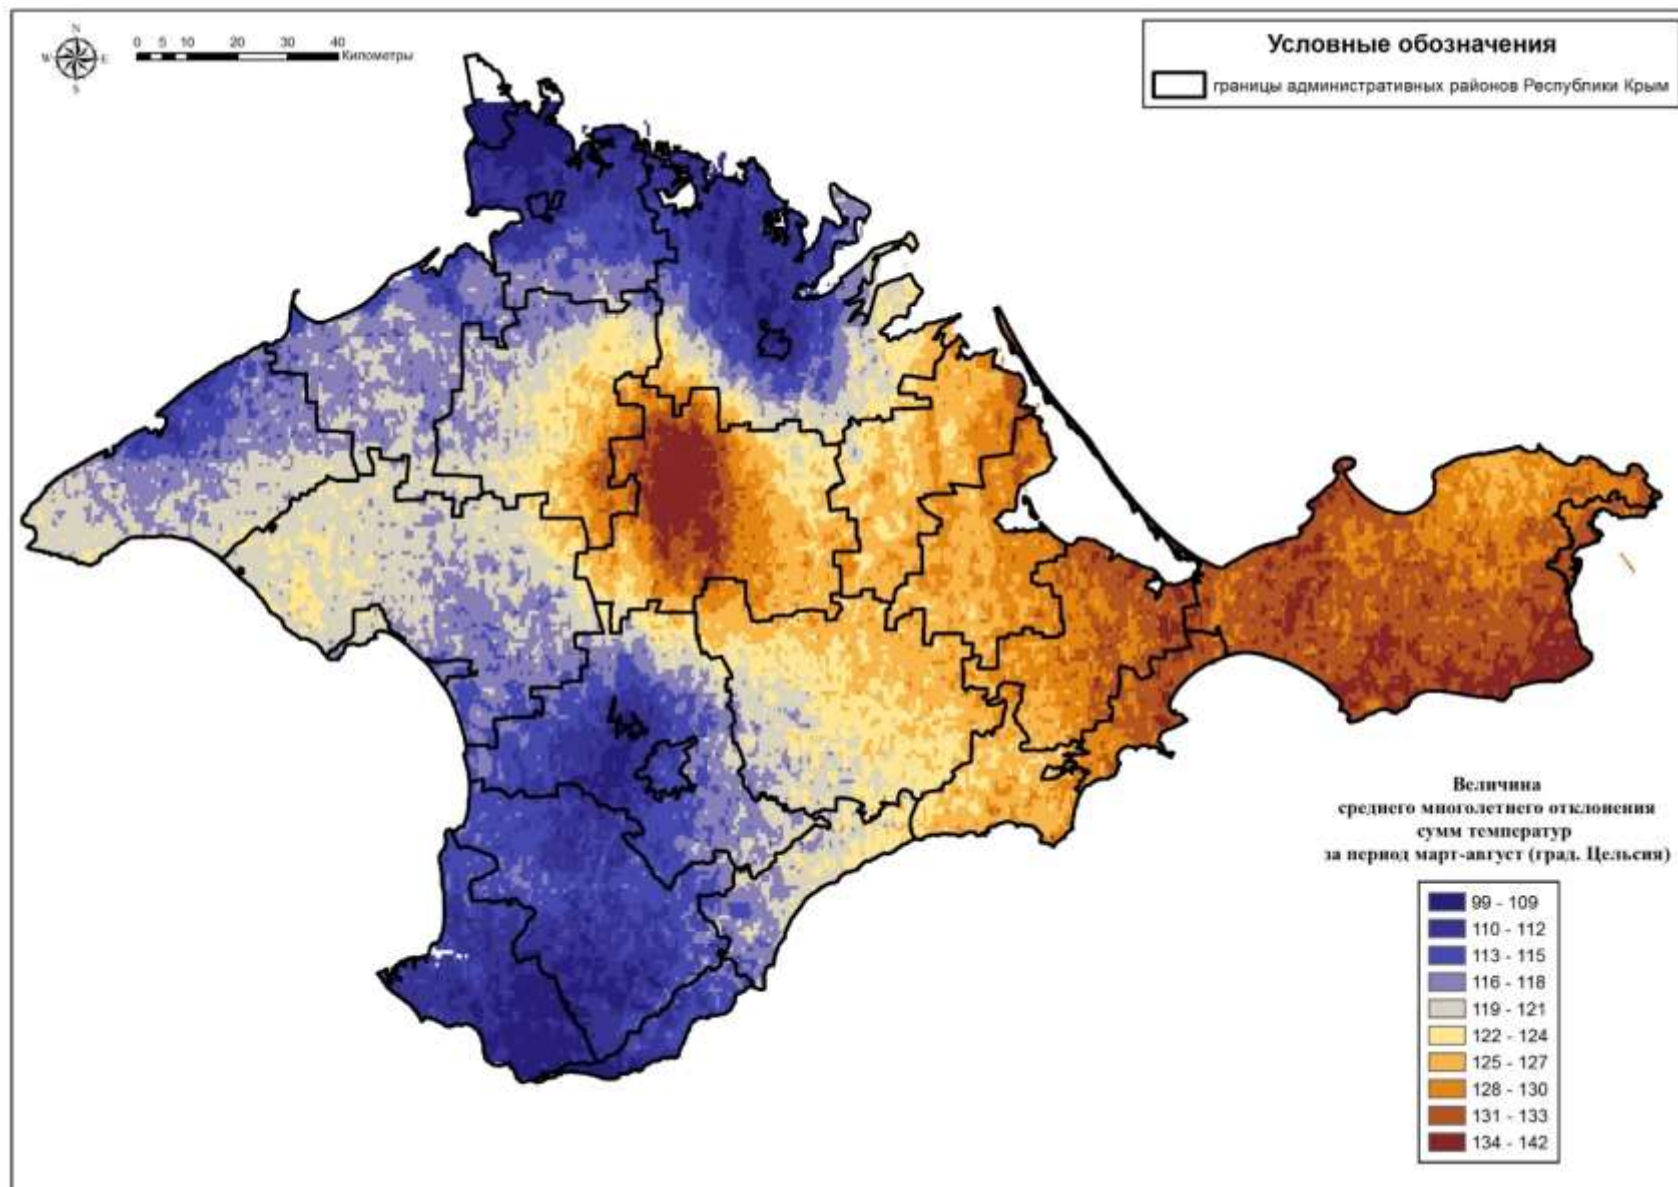 N
W E
S
0 5 10 20 30 40
Километры
Условные обозначения
границы административных районов Республики Крым
Величина
среднего многолетнего отклонения
сумм температур
за период март-август (град. Цельсия)
99 - 109
110 - 112
113 - 115
116 - 118
119 - 121
122 - 124
125 - 127
128 - 130
131 - 133
134 - 142